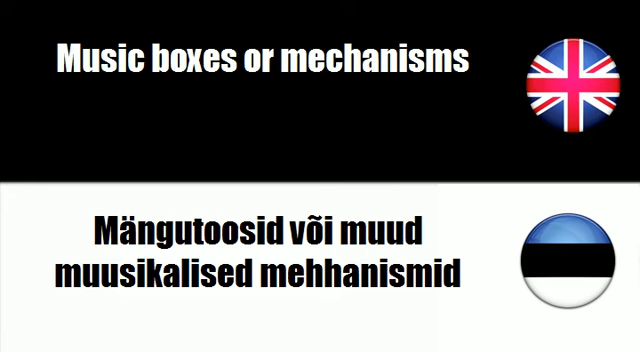 Music boxes or mechanisms
Mängutoosid või muud
muusikalised mehhanismid